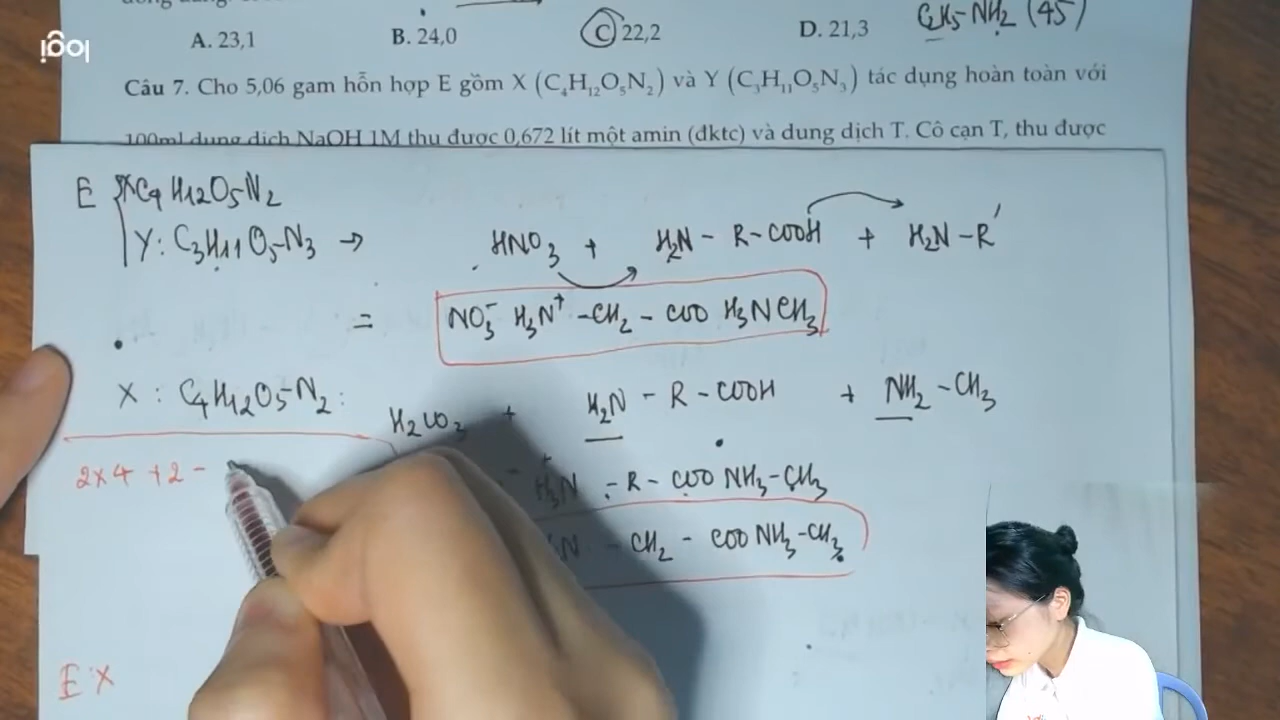 C₂H₅-NH₂ (45)
logi
A. 23,1 B. 24,0 C 22,2 D. 21,3
Câu 7. Cho 5,06 gam hỗn hợp E gồm X (C₄H₁₂O₅N₂) và Y (C₃H₁₁O₅N₃) tác dụng hoàn toàn với
100ml dung dịch NaOH 1M thu được 0,672 lít một amin (đktc) và dung dịch T. Cô cạn T, thu được
E X C₄H₁₂O₅N₂
Y: C₃H₁₁O₅N₃ → HNO₃ + H₂N - R - COOH + H₂N - R'
= NO₃⁻ H₃N⁺ - CH₂ - COO H₃NCH₃
X : C₄H₁₂O₅N₂: H₂CO₃ + H₂N - R - COOH + NH₂ - CH₃
2x4 +2 -
- H₃N⁺ - R - COO NH₃-CH₃
N - CH₂ - COO NH₃-CH₃
E X